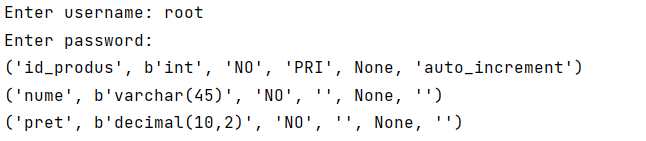 Enter username: root
Enter password:
('id_produs', b'int', 'NO', 'PRI', None, 'auto_increment')
('nume', b'varchar(45)', 'NO', '', None, '')
('pret', b'decimal(10,2)', 'NO', '', None, '')